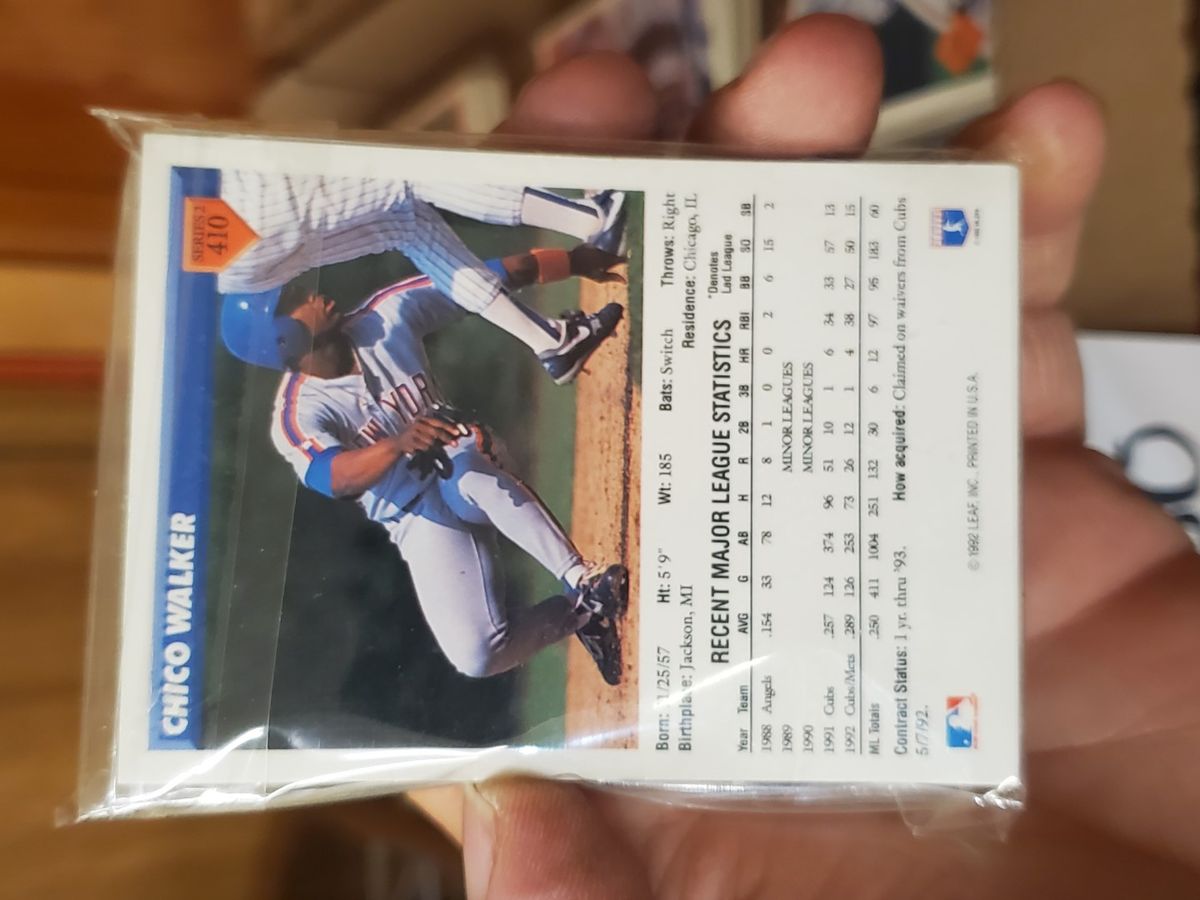 CHICO WALKER
SERIES 2
410
YORK
Born: 1/25/57 Ht: 5'9" Wt: 185 Bats: Switch Throws: Right
Birthplace: Jackson, MI Residence: Chicago, IL
RECENT MAJOR LEAGUE STATISTICS
*Denotes
Led League
Year Team AVG G AB H R 2B 3B HR RBI BB SO SB
1988 Angels .154 33 78 12 8 1 0 0 2 6 15 2
1989 MINOR LEAGUES
1990 MINOR LEAGUES
1991 Cubs .257 124 374 96 51 10 1 6 34 33 57 13
1992 Cubs/Mets .289 126 253 73 26 12 1 4 38 27 50 15
ML Totals .250 411 1004 251 132 30 6 12 97 95 183 60
Contract Status: 1 yr. thru '93. How acquired: Claimed on waivers from Cubs
5/7/92.
© 1992 LEAF, INC., PRINTED IN U.S.A.